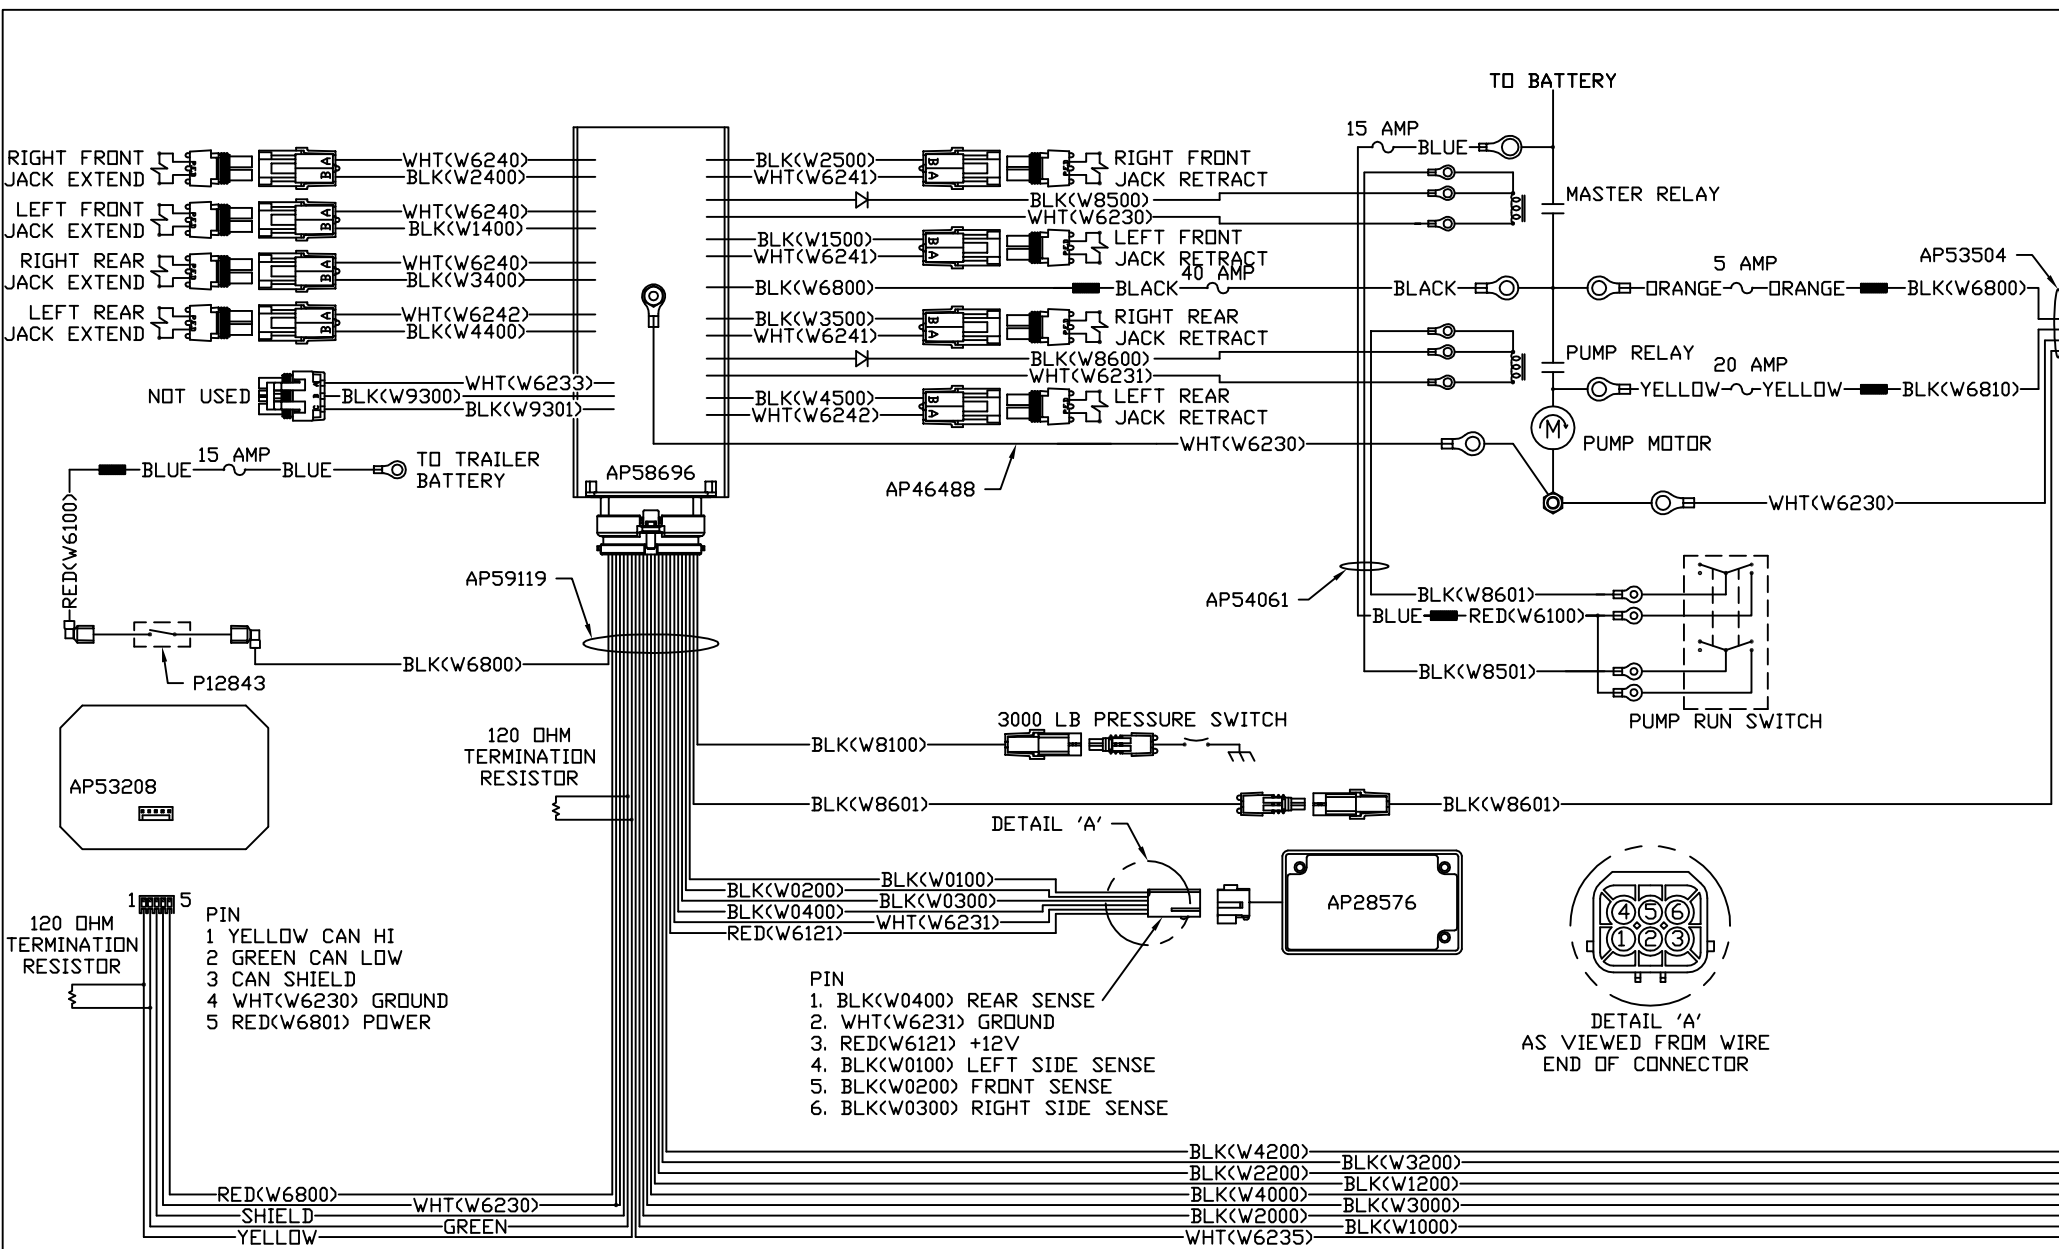 TO BATTERY
15 AMP
BLUE
MASTER RELAY
RIGHT FRONT
JACK EXTEND
A
B
WHT(W6240)
BLK(W2400)
LEFT FRONT
JACK EXTEND
A
B
WHT(W6240)
BLK(W1400)
RIGHT REAR
JACK EXTEND
A
B
WHT(W6240)
BLK(W3400)
LEFT REAR
JACK EXTEND
A
B
WHT(W6242)
BLK(W4400)
NOT USED
WHT(W6233)
BLK(W9300)
BLK(W9301)
BLK(W2500)
WHT(W6241)
B
A
RIGHT FRONT
JACK RETRACT
BLK(W8500)
WHT(W6230)
BLK(W1500)
WHT(W6241)
B
A
LEFT FRONT
JACK RETRACT
40 AMP
BLK(W6800)
BLACK
BLACK
5 AMP
ORANGE
ORANGE
BLK(W6800)
AP53504
BLK(W3500)
WHT(W6241)
B
A
RIGHT REAR
JACK RETRACT
BLK(W8600)
WHT(W6231)
PUMP RELAY
20 AMP
YELLOW
YELLOW
BLK(W6810)
BLK(W4500)
WHT(W6242)
B
A
LEFT REAR
JACK RETRACT
M
PUMP MOTOR
WHT(W6230)
AP46488
WHT(W6230)
15 AMP
BLUE
BLUE
TO TRAILER
BATTERY
RED(W6100)
AP58696
AP59119
BLK(W6800)
P12843
AP54061
BLK(W8601)
BLUE
RED(W6100)
BLK(W8501)
PUMP RUN SWITCH
AP53208
120 OHM
TERMINATION
RESISTOR
3000 LB PRESSURE SWITCH
BLK(W8100)
BLK(W8601)
BLK(W8601)
DETAIL 'A'
BLK(W0100)
BLK(W0200)
BLK(W0300)
BLK(W0400)
WHT(W6231)
RED(W6121)
AP28576
4 5 6
1 2 3
DETAIL 'A'
AS VIEWED FROM WIRE
END OF CONNECTOR
1
5
120 OHM
TERMINATION
RESISTOR
PIN
1 YELLOW CAN HI
2 GREEN CAN LOW
3 CAN SHIELD
4 WHT(W6230) GROUND
5 RED(W6801) POWER
PIN
1. BLK(W0400) REAR SENSE
2. WHT(W6231) GROUND
3. RED(W6121) +12V
4. BLK(W0100) LEFT SIDE SENSE
5. BLK(W0200) FRONT SENSE
6. BLK(W0300) RIGHT SIDE SENSE
RED(W6800)
WHT(W6230)
SHIELD
GREEN
YELLOW
BLK(W4200)
BLK(W3200)
BLK(W2200)
BLK(W1200)
BLK(W4000)
BLK(W3000)
BLK(W2000)
BLK(W1000)
WHT(W6235)